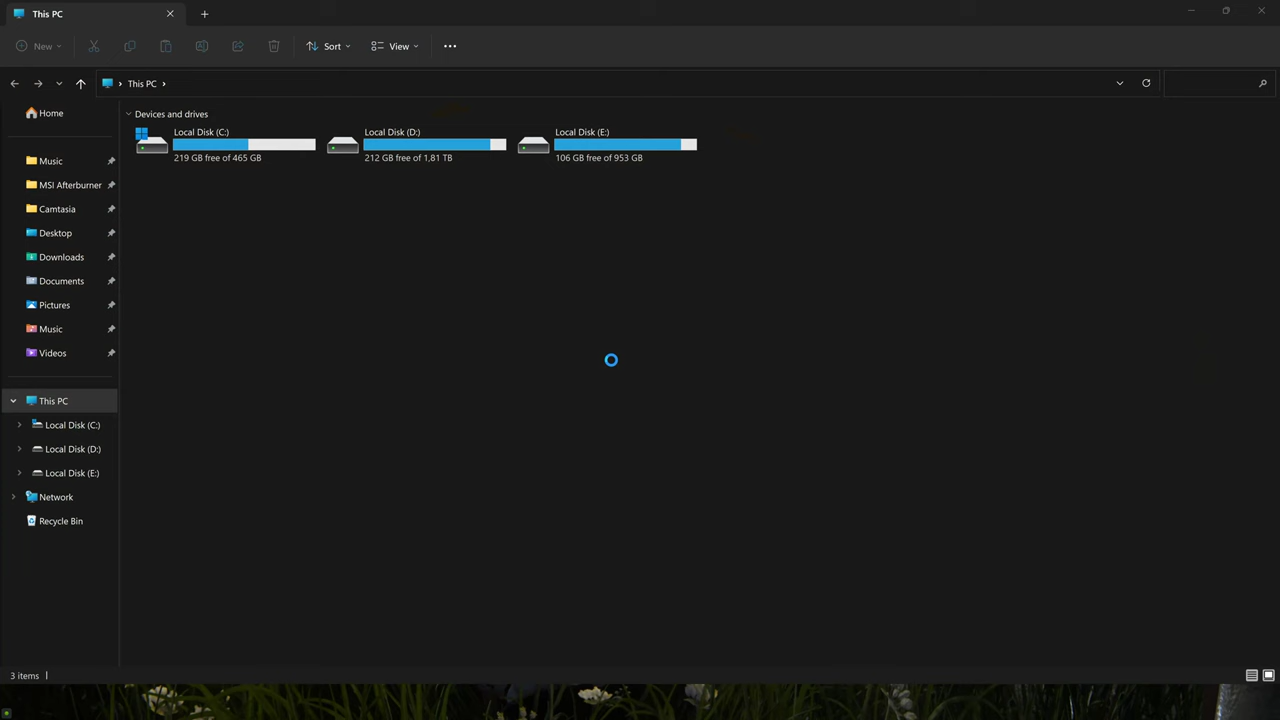 This PC
New
Sort
View
This PC
Home
Music
MSI Afterburner
Camtasia
Desktop
Downloads
Documents
Pictures
Music
Videos
This PC
Local Disk (C:)
Local Disk (D:)
Local Disk (E:)
Network
Recycle Bin
Devices and drives
Local Disk (C:)
219 GB free of 465 GB
Local Disk (D:)
212 GB free of 1,81 TB
Local Disk (E:)
106 GB free of 953 GB
3 items